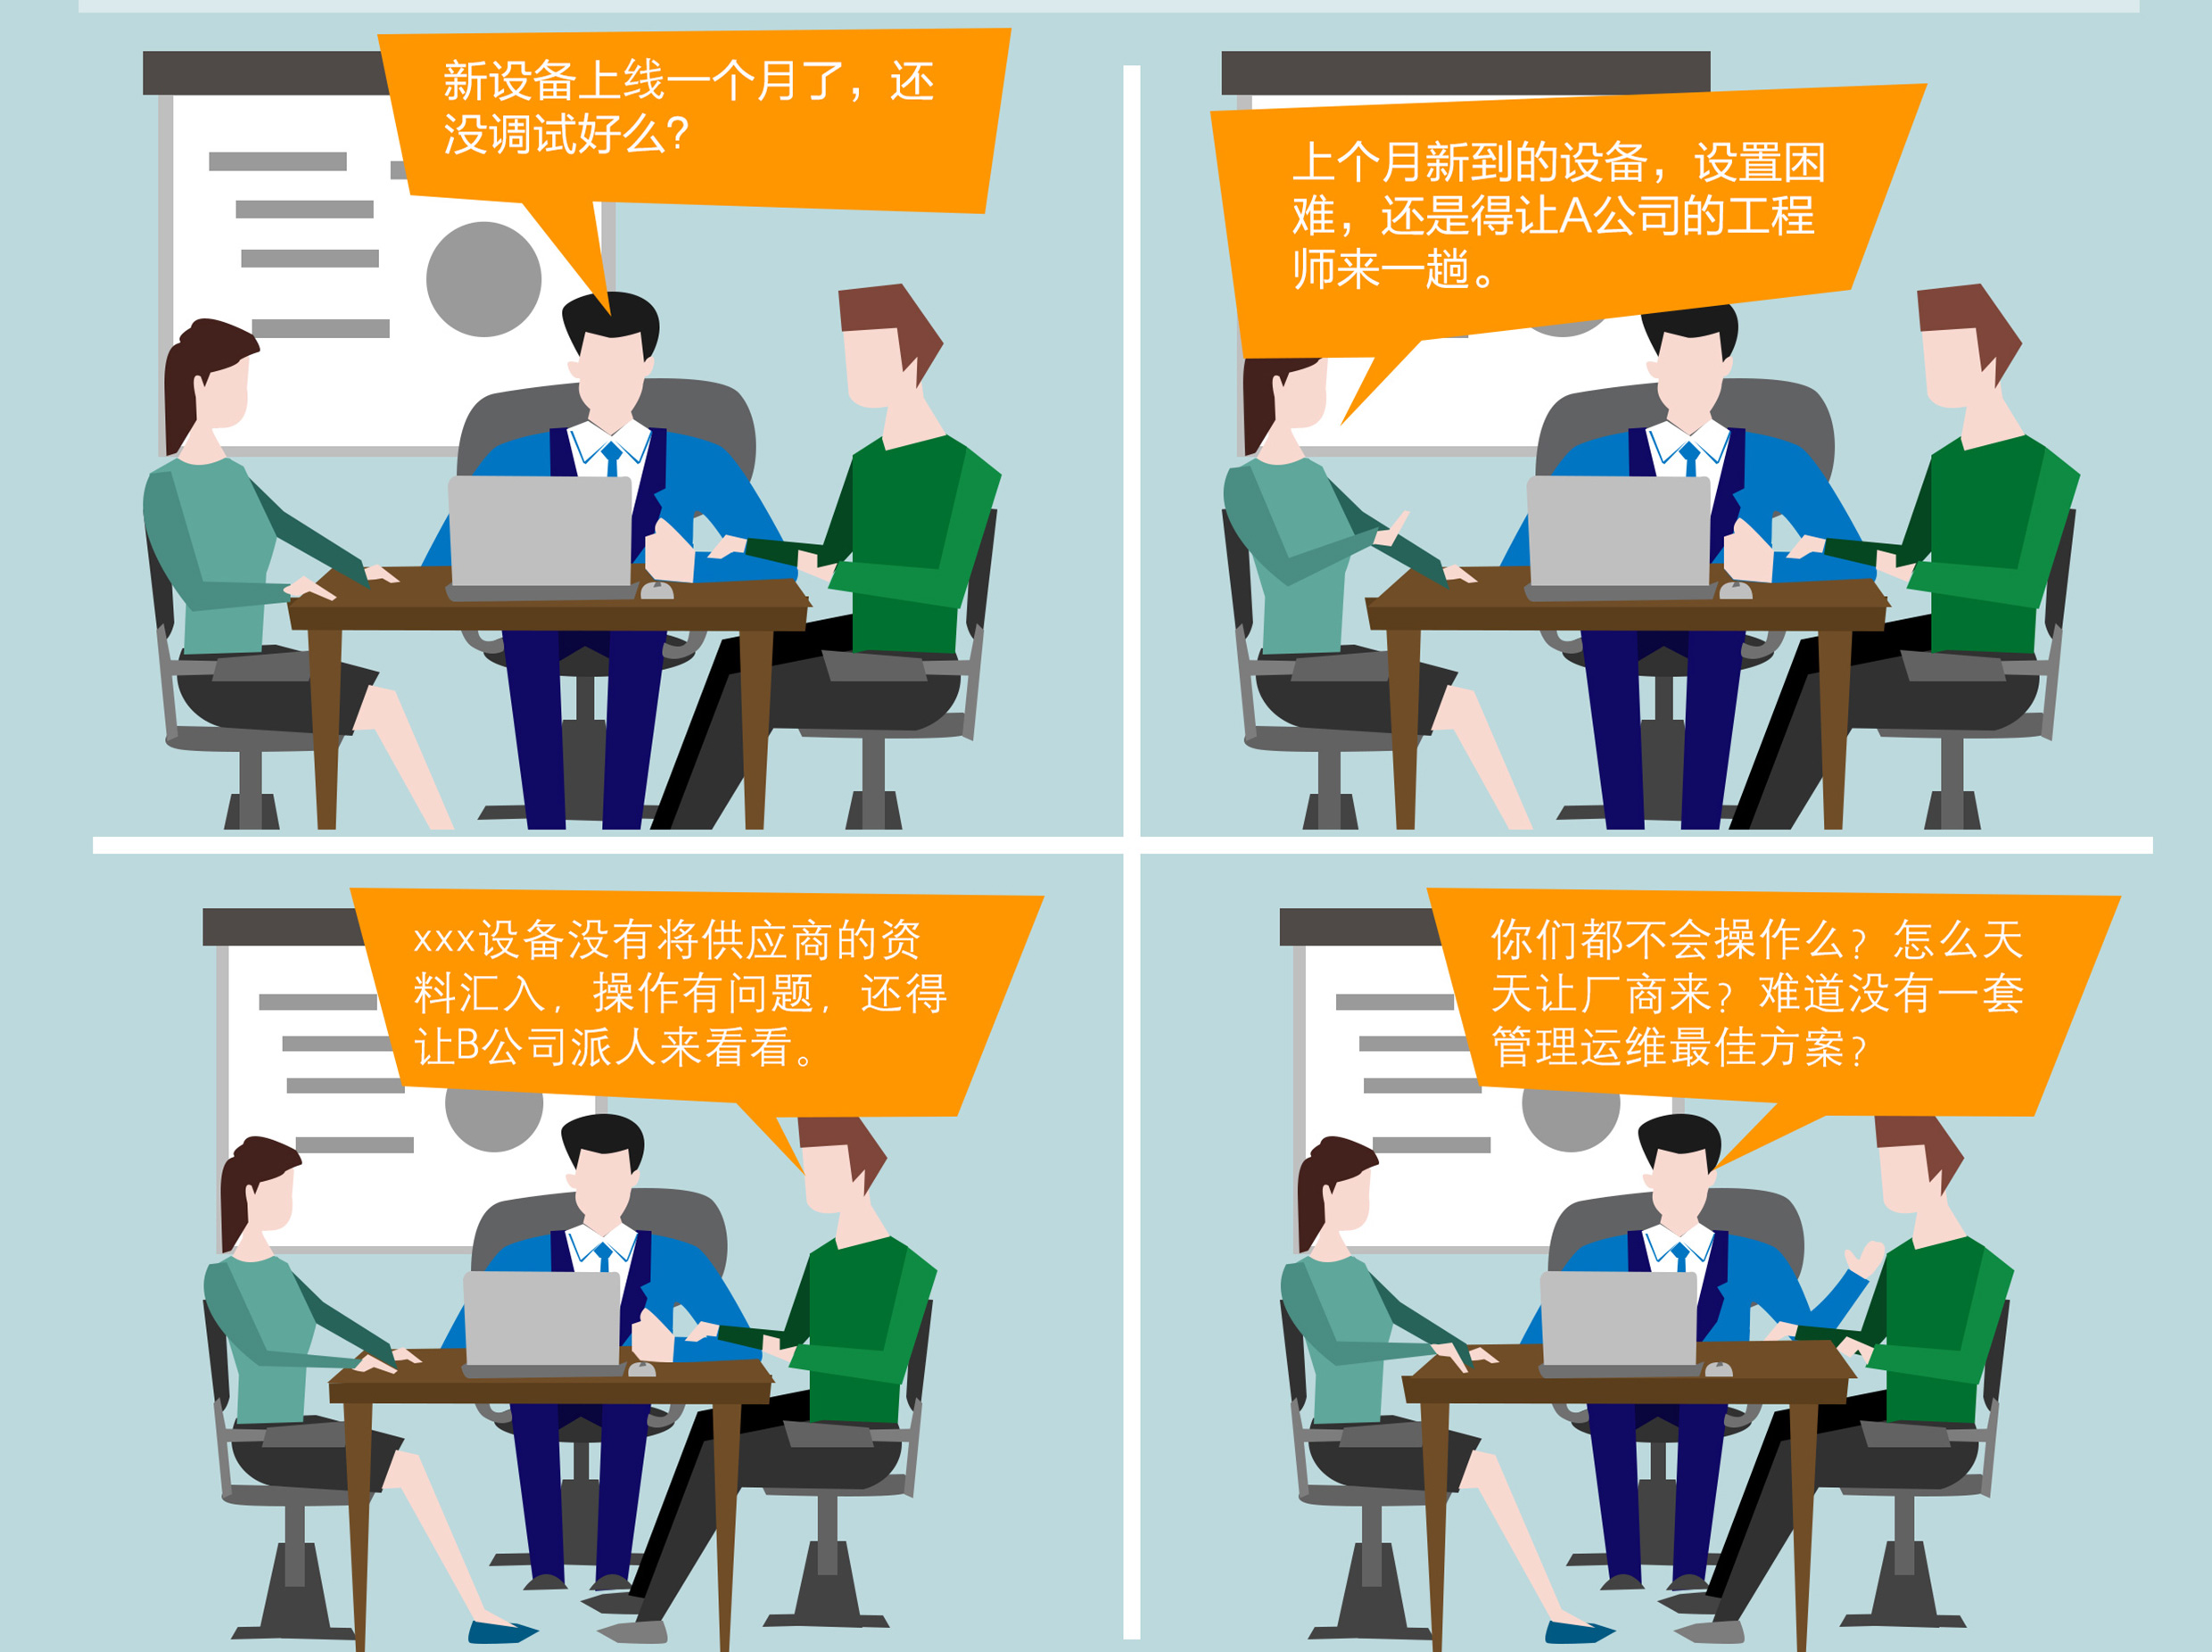 新设备上线一个月了，还
没调试好么？
上个月新到的设备，设置困
难，还是得让A公司的工程
师来一趟。
xxx设备没有将供应商的资
料汇入，操作有问题，还得
让B公司派人来看看。
你们都不会操作么？怎么天
天让厂商来？难道没有一套
管理运维最佳方案？